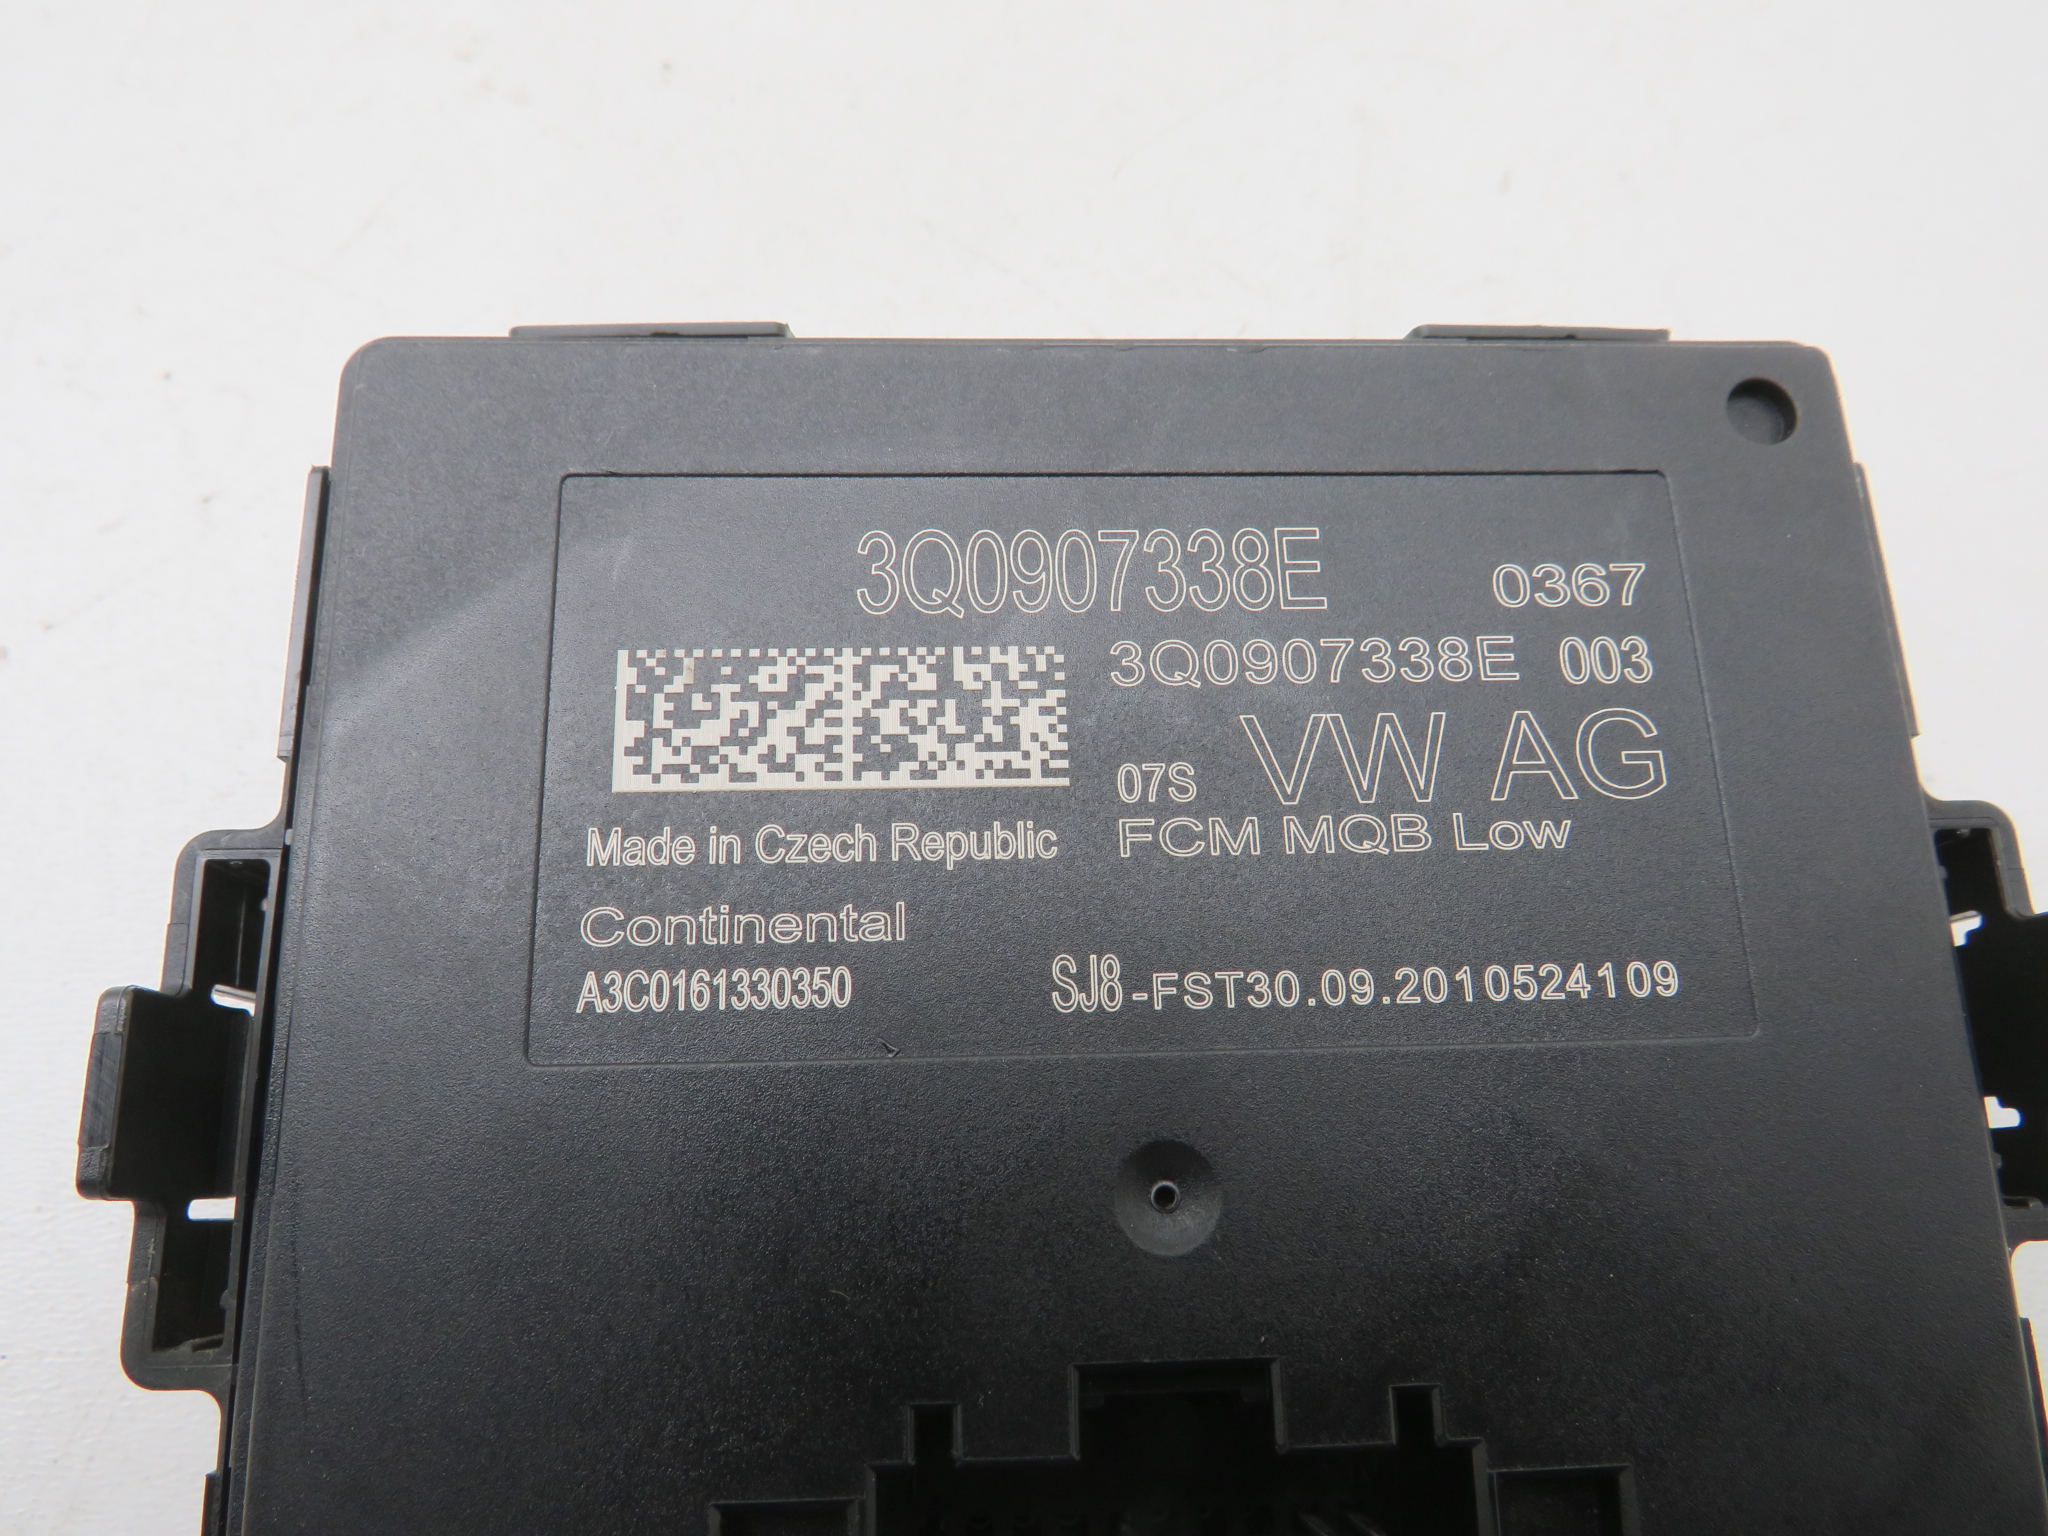 3Q0907338E
0367
3Q0907338E 003
07S VW AG
Made in Czech Republic
FCM MQB Low
Continental
A3C0161330350
SJ8-FST30.09.2010524109